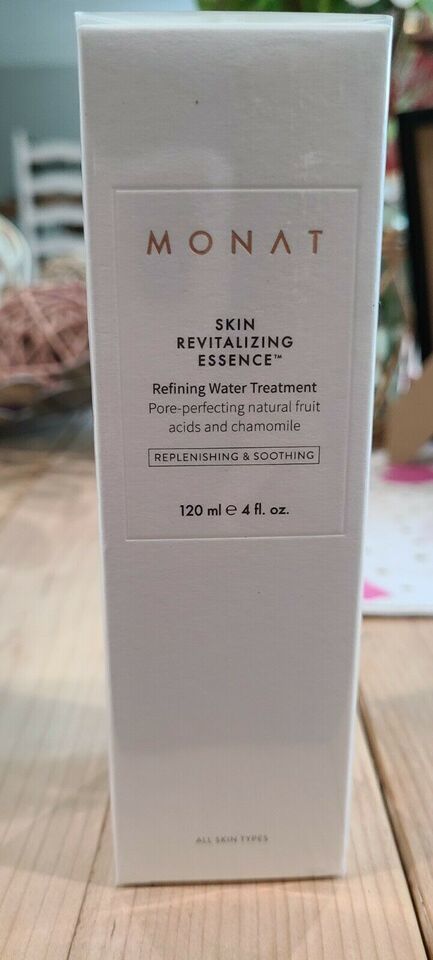 MONAT
SKIN
REVITALIZING
ESSENCE™
Refining Water Treatment
Pore-perfecting natural fruit
acids and chamomile
REPLENISHING & SOOTHING
120 ml ℮ 4 fl. oz.
ALL SKIN TYPES